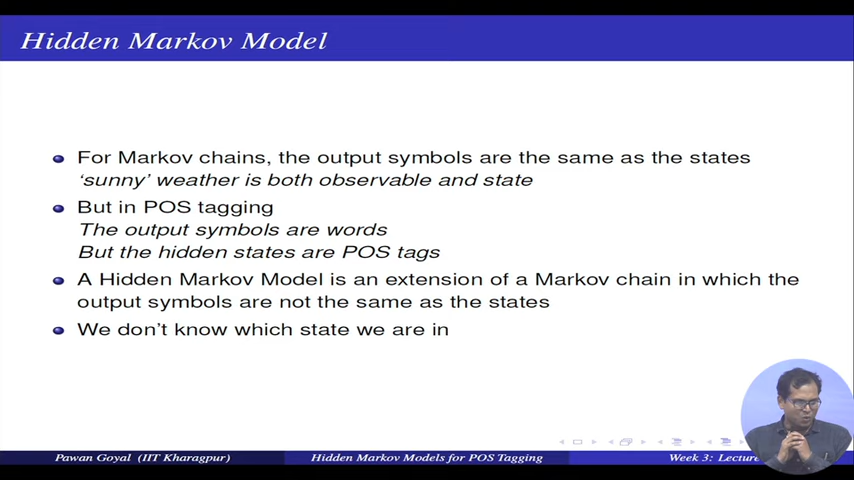 Hidden Markov Model
For Markov chains, the output symbols are the same as the states
‘sunny’ weather is both observable and state
But in POS tagging
The output symbols are words
But the hidden states are POS tags
A Hidden Markov Model is an extension of a Markov chain in which the
output symbols are not the same as the states
We don’t know which state we are in
Pawan Goyal (IIT Kharagpur)
Hidden Markov Models for POS Tagging
Week 3: